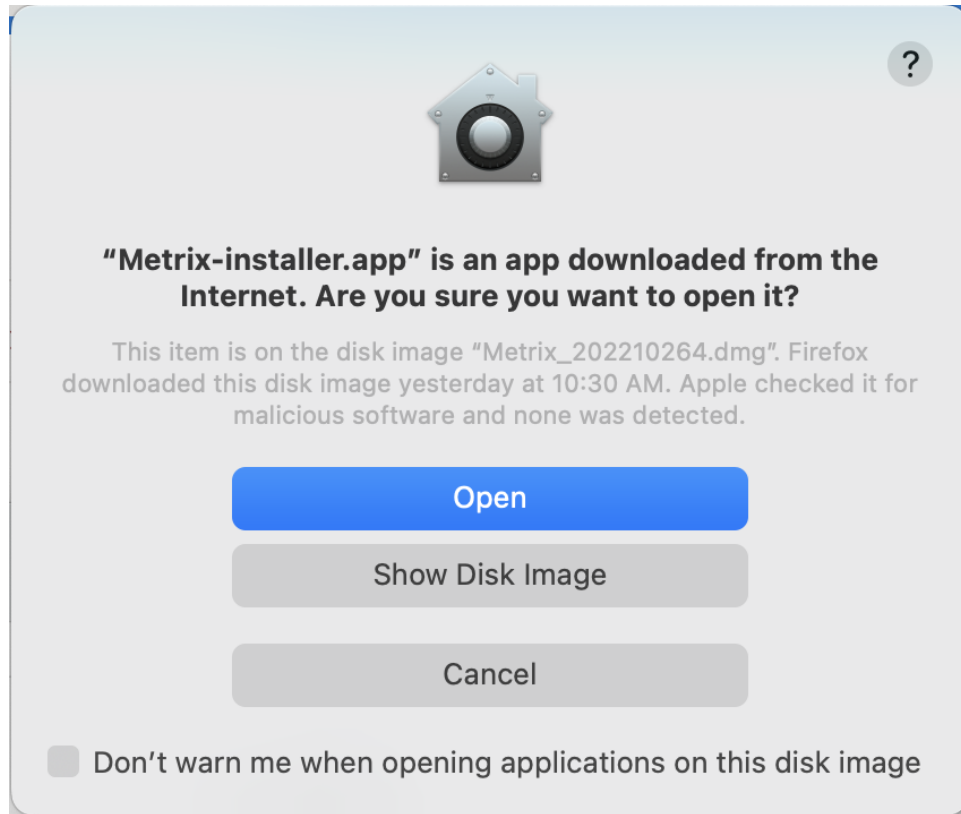 ?
“Metrix-installer.app” is an app downloaded from the
Internet. Are you sure you want to open it?
This item is on the disk image “Metrix_202210264.dmg”. Firefox
downloaded this disk image yesterday at 10:30 AM. Apple checked it for
malicious software and none was detected.
Open
Show Disk Image
Cancel
Don’t warn me when opening applications on this disk image